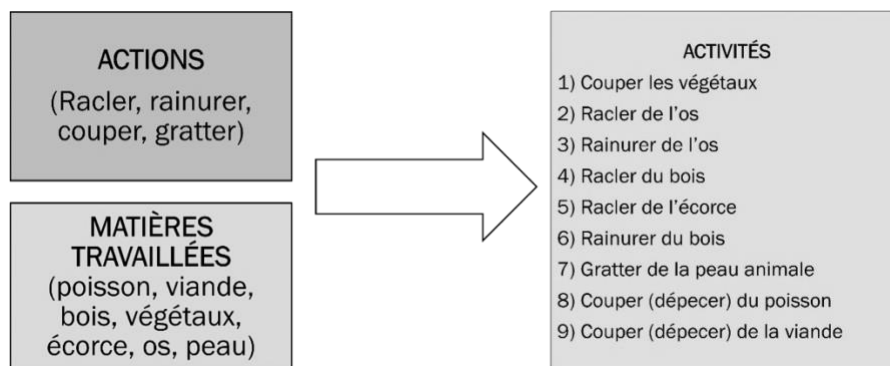 ACTIONS
(Racler, rainurer,
couper, gratter)
MATIÈRES
TRAVAILLÉES
(poisson, viande,
bois, végétaux,
écorce, os, peau)
ACTIVITÉS
1) Couper les végétaux
2) Racler de l'os
3) Rainurer de l'os
4) Racler du bois
5) Racler de l'écorce
6) Rainurer du bois
7) Gratter de la peau animale
8) Couper (dépecer) du poisson
9) Couper (dépecer) de la viande